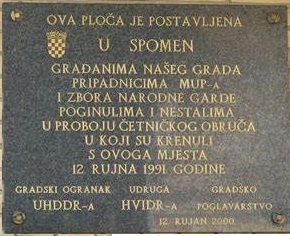 OVA PLOČA JE POSTAVLJENA
U SPOMEN
GRAĐANIMA NAŠEG GRADA
PRIPADNICIMA MUP-a
I ZBORA NARODNE GARDE
POGINULIMA I NESTALIMA
U PROBOJU ČETNIČKOG OBRUČA
U KOJI SU KRENULI
S OVOGA MJESTA
12. RUJNA 1991. GODINE
GRADSKI OGRANAK UDRUGA GRADSKO
UHDDR-a HVIDR-a POGLAVARSTVO
12. RUJAN 2000.